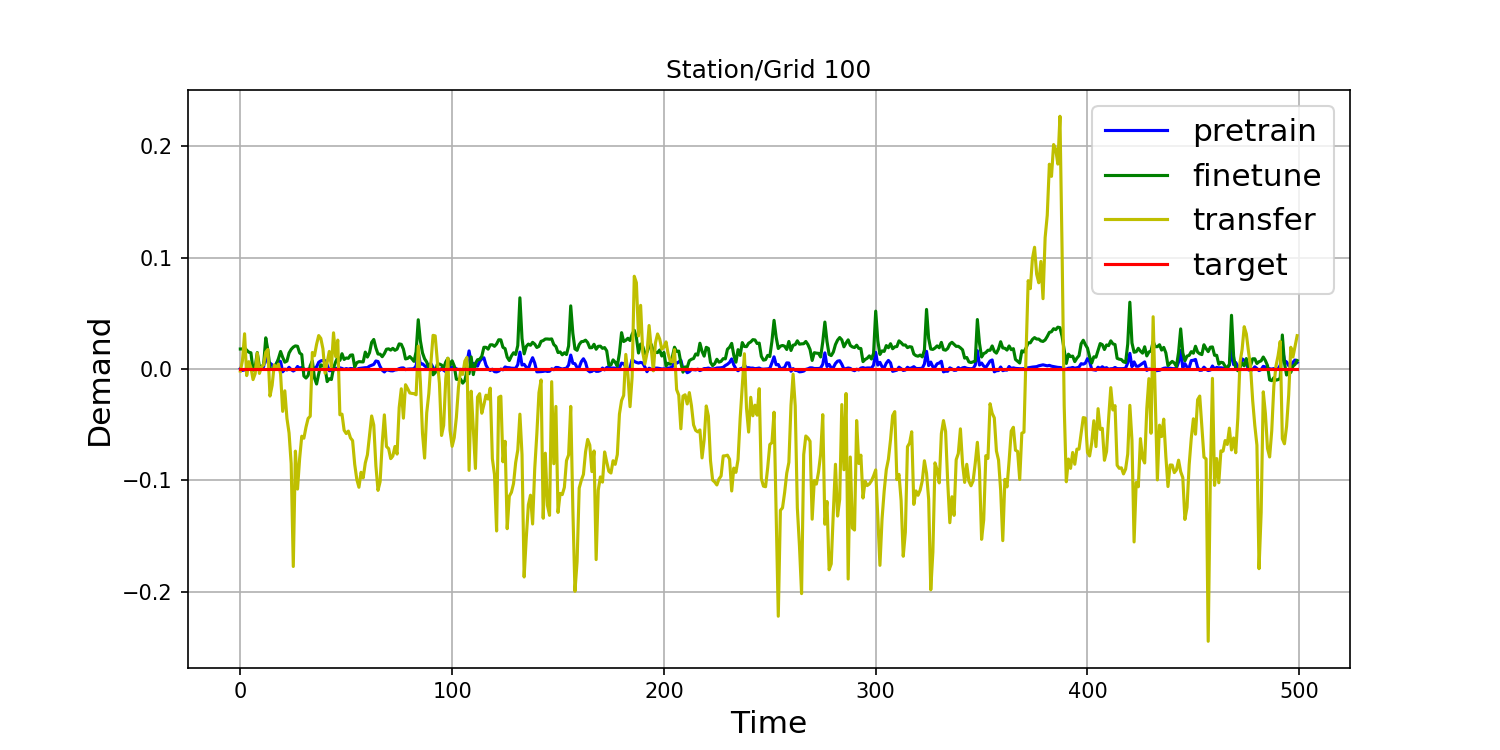 Station/Grid 100
Demand
0.2
0.1
0.0
−0.1
−0.2
pretrain
finetune
transfer
target
0 100 200 300 400 500
Time